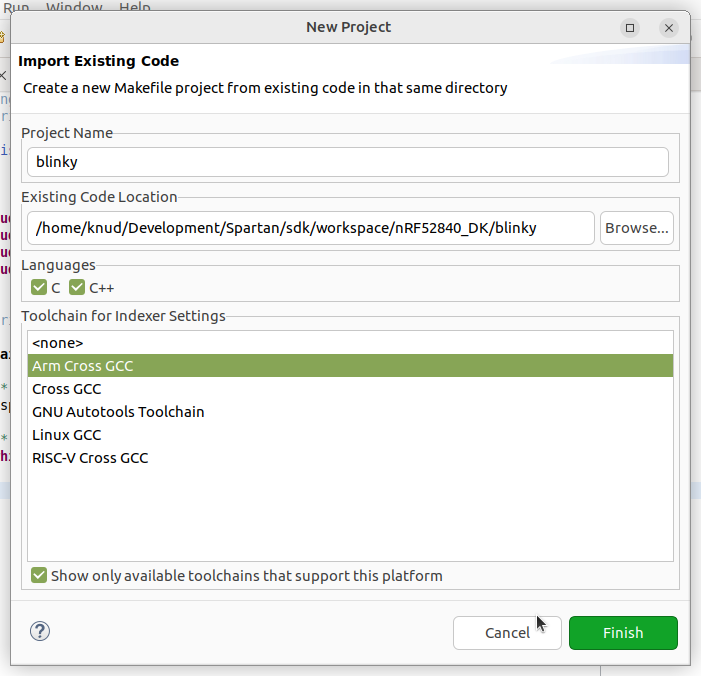 Run Window Help
New Project
Import Existing Code
Create a new Makefile project from existing code in that same directory
Project Name
blinky
Existing Code Location
/home/knud/Development/Spartan/sdk/workspace/nRF52840_DK/blinky
Browse...
Languages
C C++
Toolchain for Indexer Settings
<none>
Arm Cross GCC
Cross GCC
GNU Autotools Toolchain
Linux GCC
RISC-V Cross GCC
Show only available toolchains that support this platform
Cancel Finish